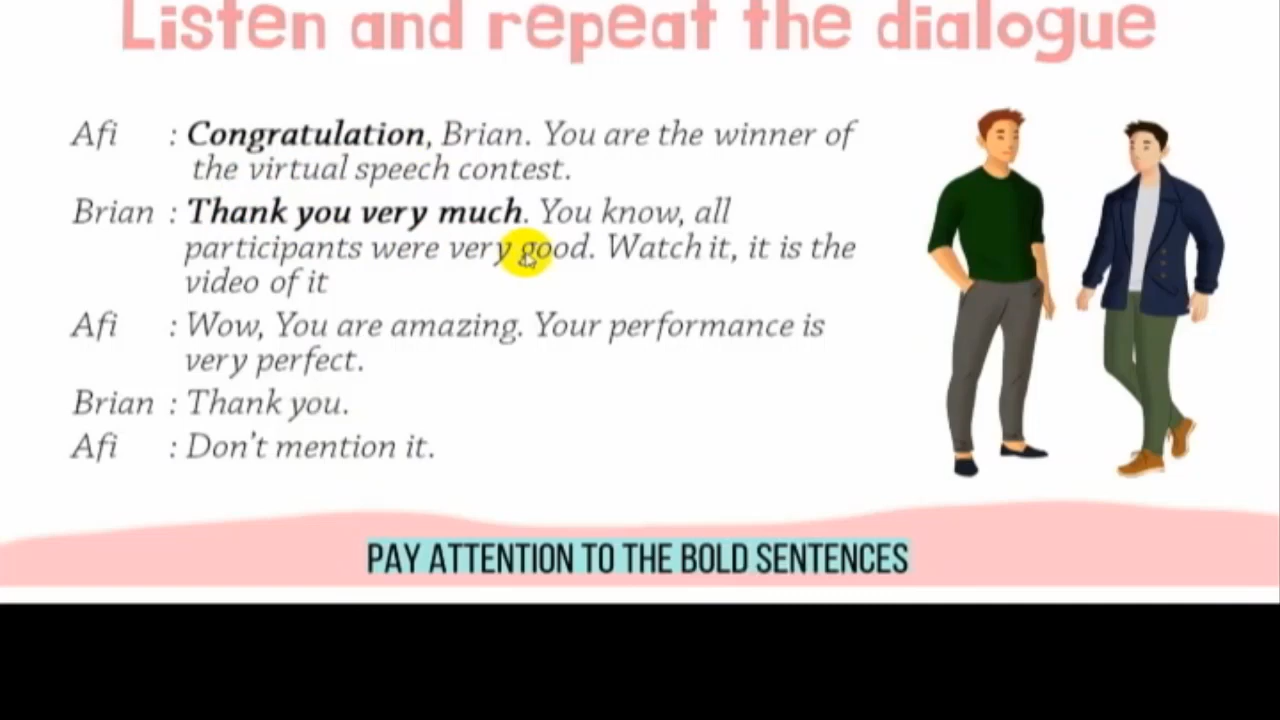 Listen and repeat the dialogue
Afi : Congratulation, Brian. You are the winner of
the virtual speech contest.
Brian : Thank you very much. You know, all
participants were very good. Watch it, it is the
video of it
Afi : Wow, You are amazing. Your performance is
very perfect.
Brian : Thank you.
Afi : Don't mention it.
PAY ATTENTION TO THE BOLD SENTENCES